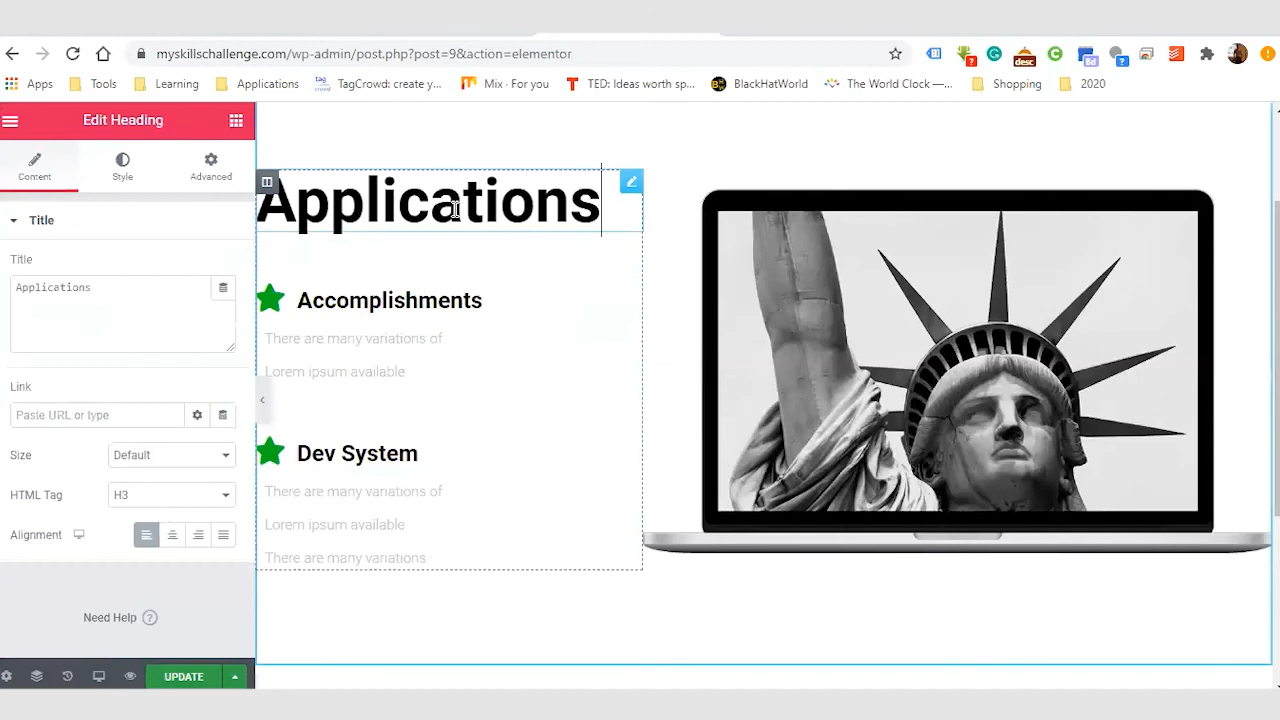 myskillschallenge.com/wp-admin/post.php?post=9&action=elementor
desc
Bd
Apps Tools Learning Applications TagCrowd: create y... Mix · For you TED: Ideas worth sp... BlackHatWorld The World Clock —... Shopping 2020
Edit Heading
Content Style Advanced
Title
Title
Applications
Link
Paste URL or type
Size Default
HTML Tag H3
Alignment
Need Help ?
UPDATE
Applications
Accomplishments
There are many variations of
Lorem ipsum available
Dev System
There are many variations of
Lorem ipsum available
There are many variations